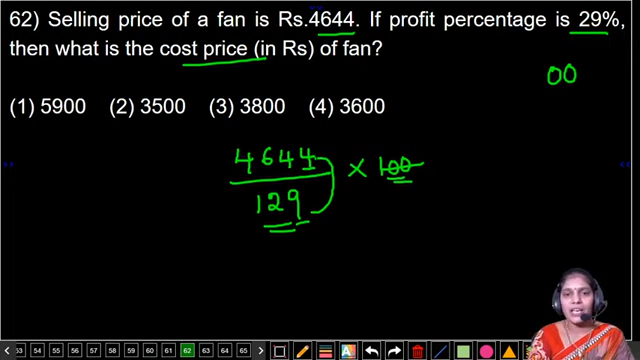 62) Selling price of a fan is Rs.4644. If profit percentage is 29%,
then what is the cost price (in Rs) of fan?
00
(1) 5900 (2) 3500 (3) 3800 (4) 3600
4644
129
× 100
53 54 55 56 57 58 59 60 61 62 63 64 65